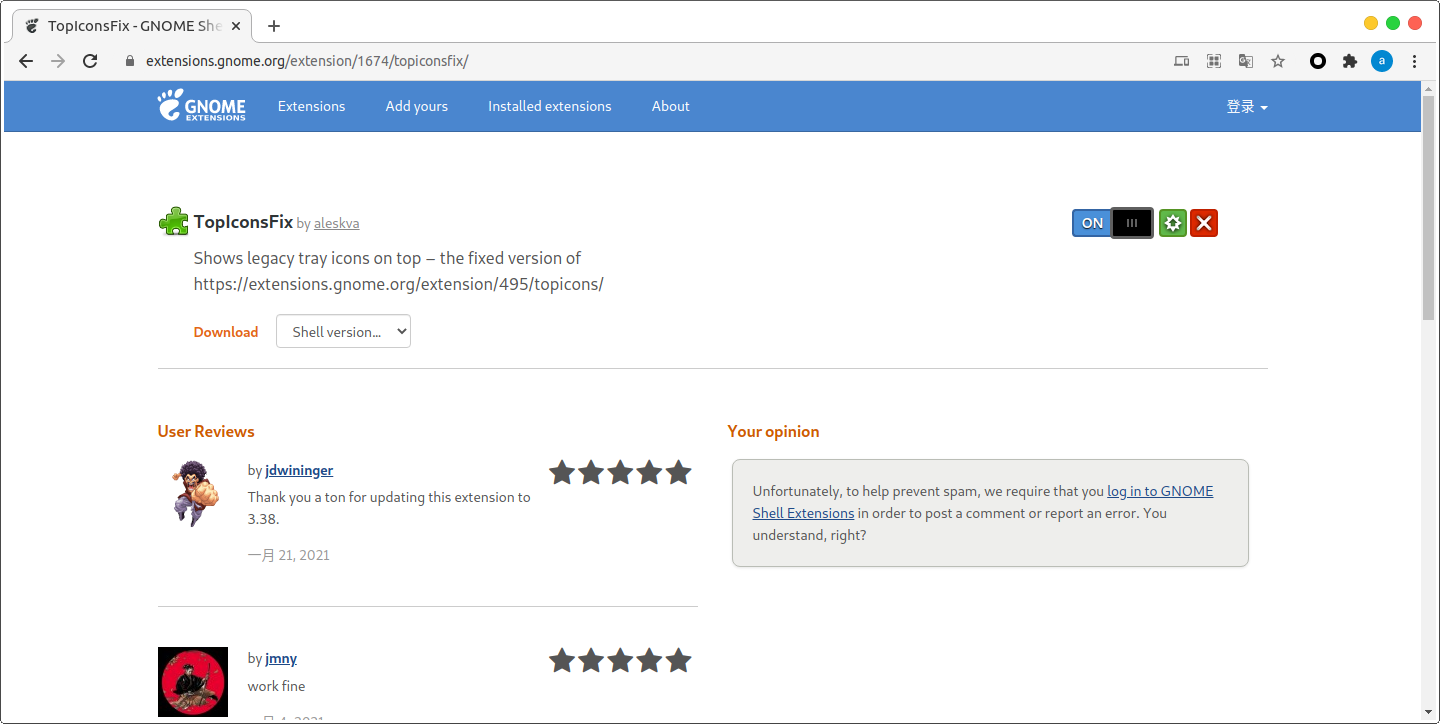 TopIconsFix - GNOME She
extensions.gnome.org/extension/1674/topiconsfix/
a
GNOME
EXTENSIONS
Extensions
Add yours
Installed extensions
About
登录
TopIconsFix by aleskva
ON
Shows legacy tray icons on top – the fixed version of
https://extensions.gnome.org/extension/495/topicons/
Download
Shell version...
User Reviews
by jdwininger
Thank you a ton for updating this extension to
3.38.
一月 21, 2021
by jmny
work fine
Your opinion
Unfortunately, to help prevent spam, we require that you log in to GNOME
Shell Extensions in order to post a comment or report an error. You
understand, right?